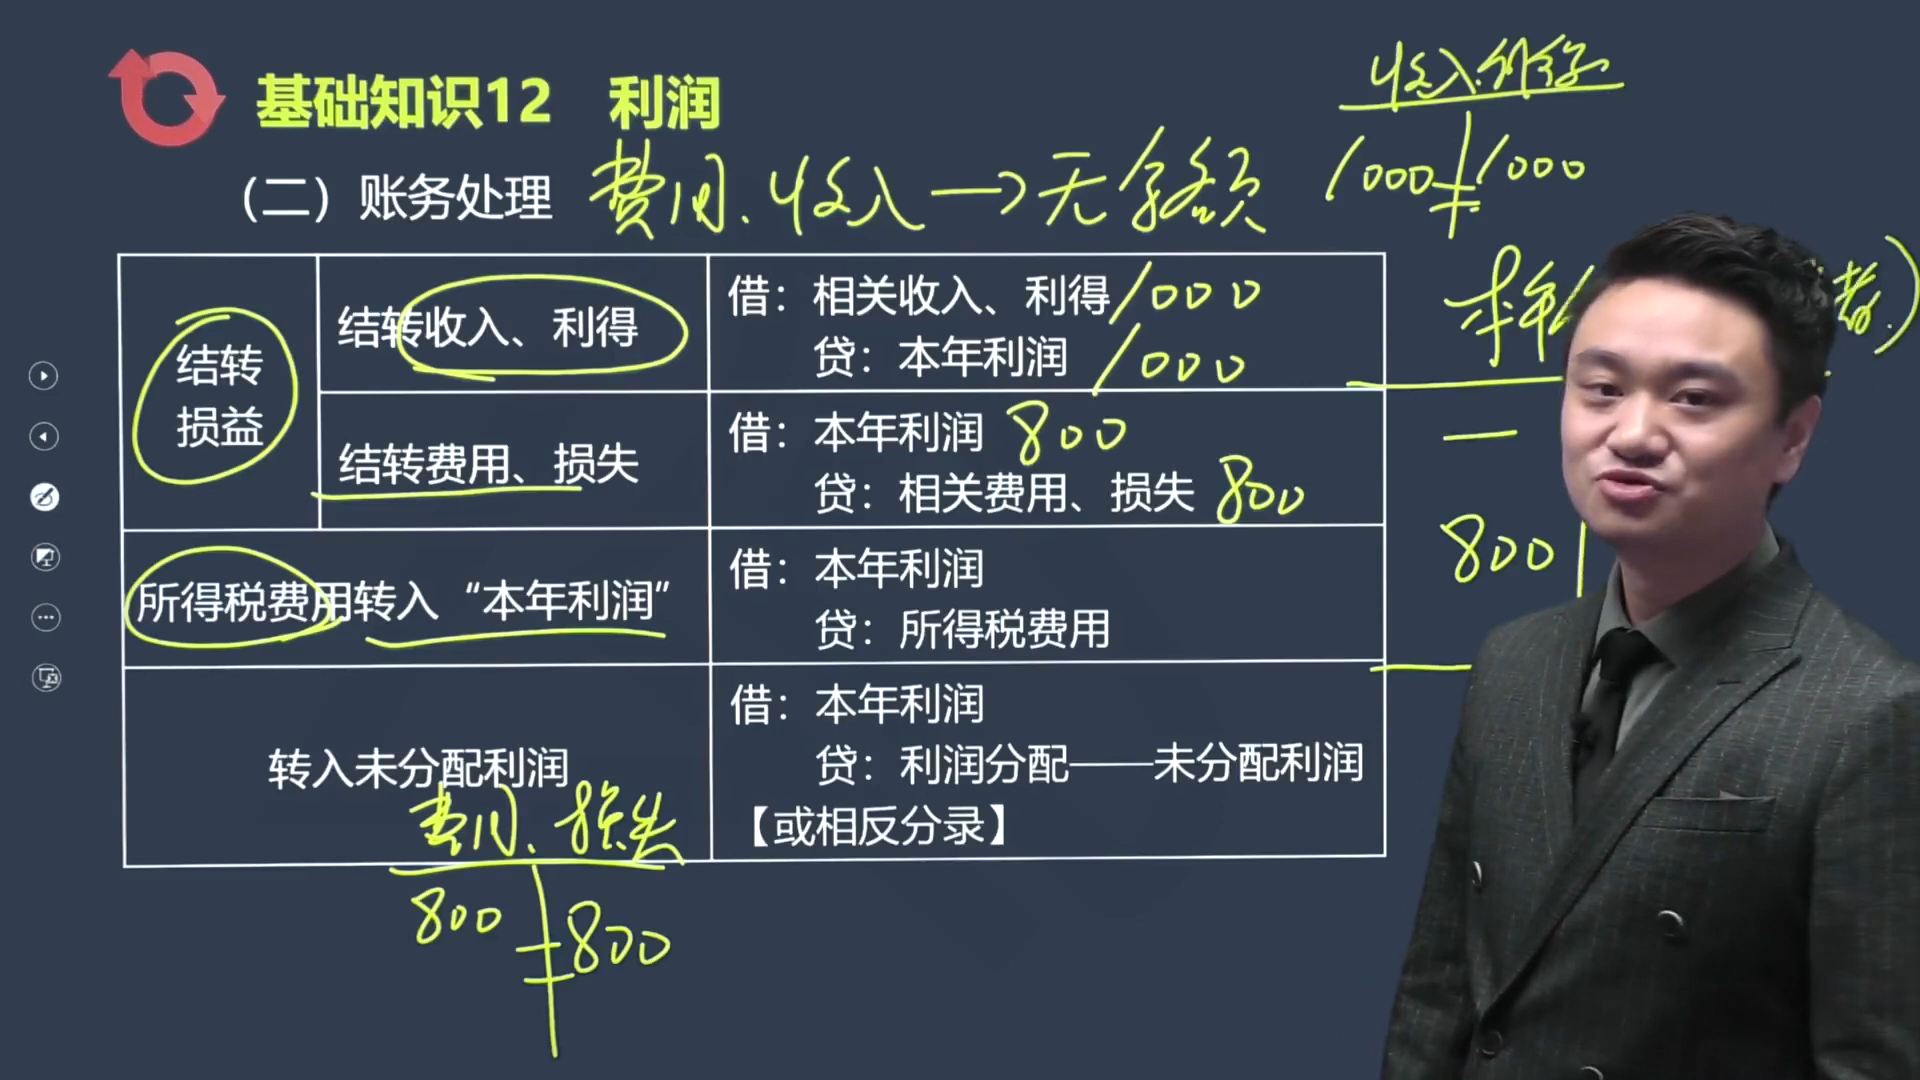 基础知识12 利润
收入.利得
1000 1000
（二）账务处理 费用、收入→无余额
结转损益
结转收入、利得
借：相关收入、利得 1000
贷：本年利润 1000
结转费用、损失
借：本年利润 800
贷：相关费用、损失 800
800
所得税费用转入“本年利润”
借：本年利润
贷：所得税费用
转入未分配利润
借：本年利润
贷：利润分配——未分配利润
【或相反分录】
费用、损失
800 800